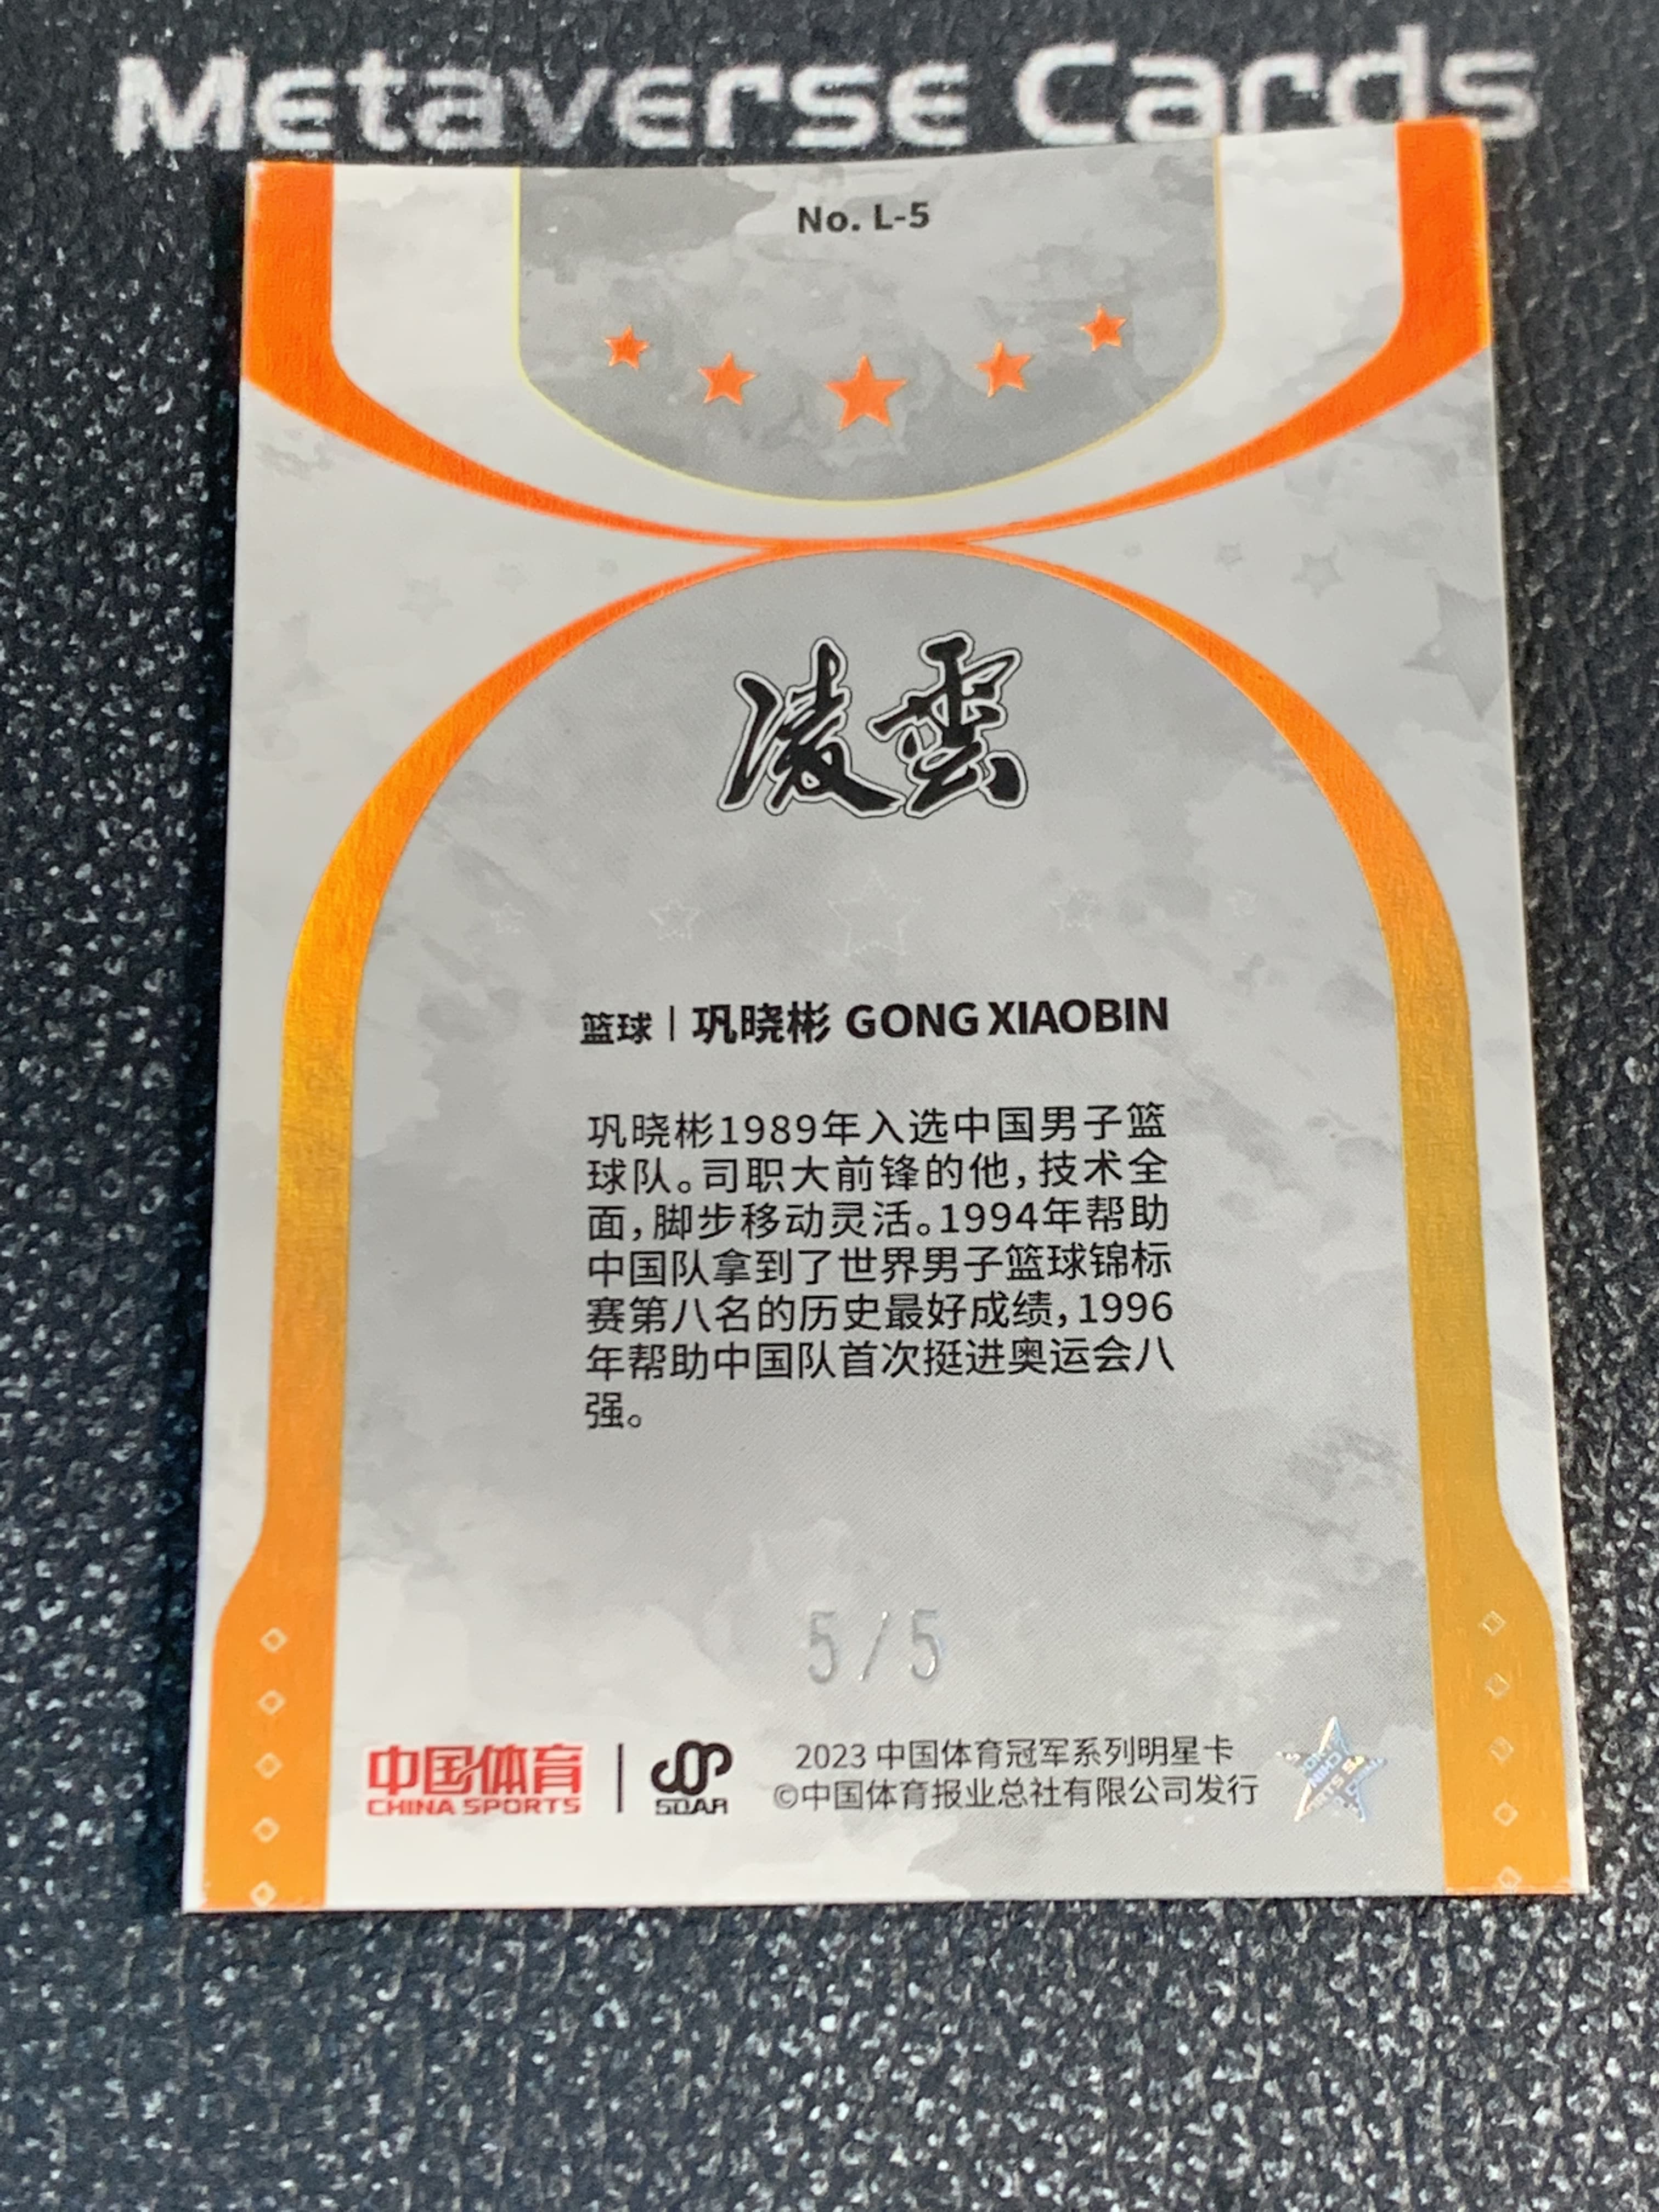 Metaverse Cards
No. L-5
凌雲
篮球 | 巩晓彬 GONG XIAOBIN
巩晓彬1989年入选中国男子篮
球队。司职大前锋的他，技术全
面，脚步移动灵活。1994年帮助
中国队拿到了世界男子篮球锦标
赛第八名的历史最好成绩，1996
年帮助中国队首次挺进奥运会八
强。
5/5
中国体育
CHINA SPORTS
SOAR
2023 中国体育冠军系列明星卡
©中国体育报业总社有限公司发行